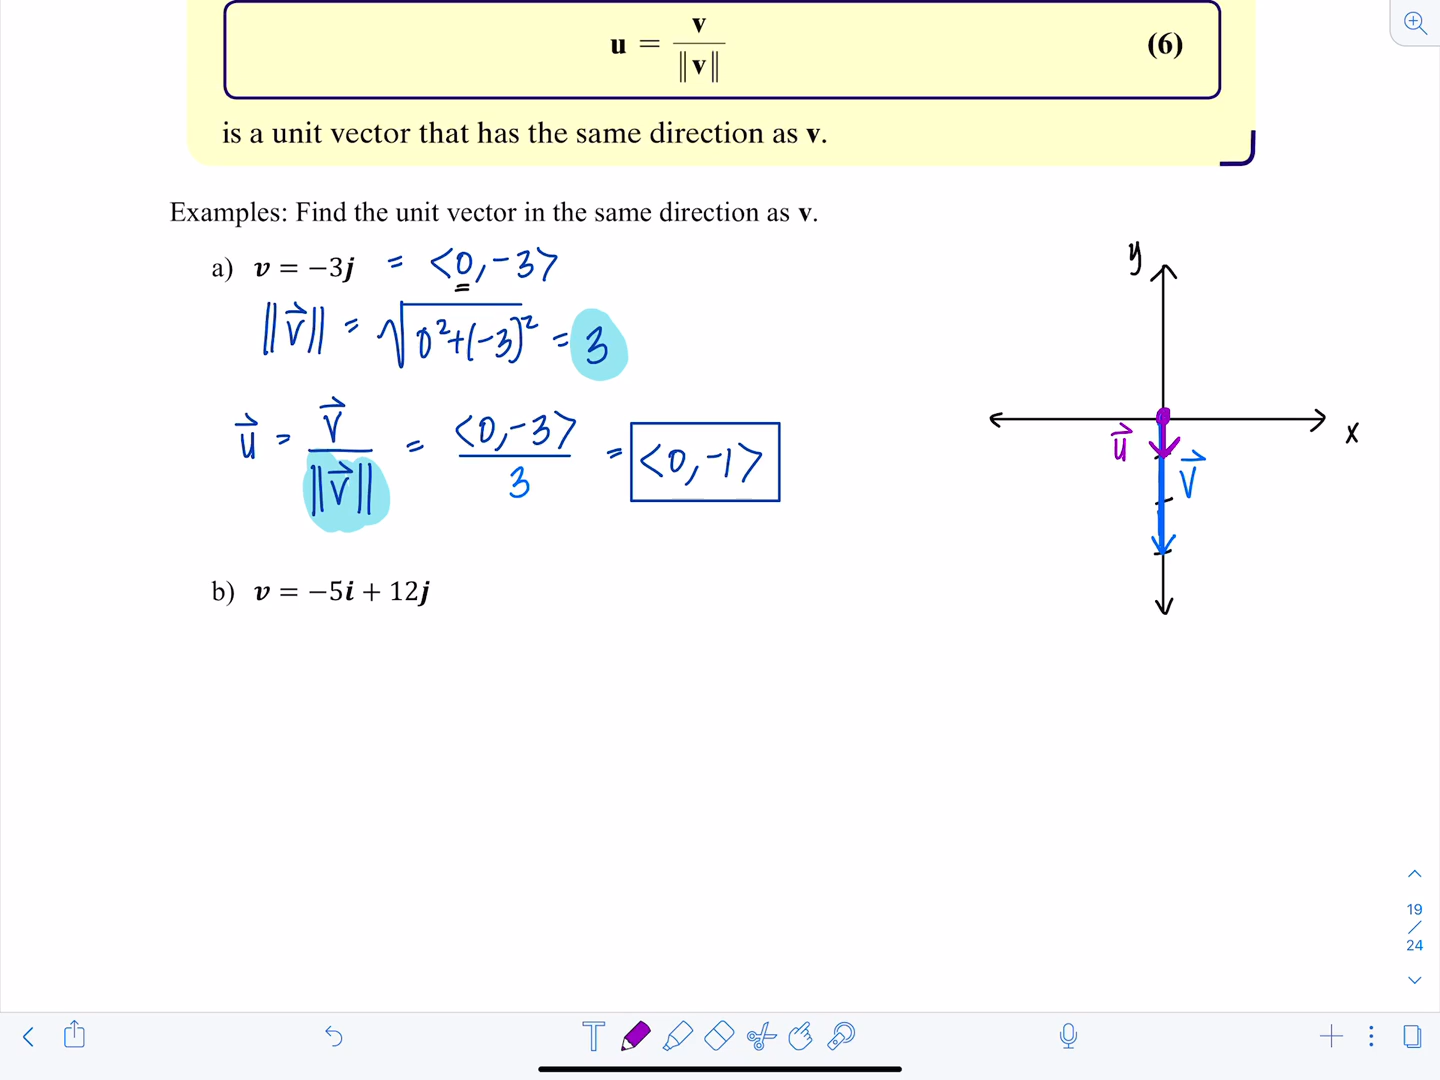 u = v / ‖v‖ (6)
is a unit vector that has the same direction as v.
Examples: Find the unit vector in the same direction as v.
a) v = −3j = <0, -3>
‖v⃗‖ = √(0² + (-3)²) = 3
u⃗ = v⃗ / ‖v⃗‖ = <0, -3> / 3 = <0, -1>
b) v = −5i + 12j
y
x
u⃗
v⃗
19
/
24
T